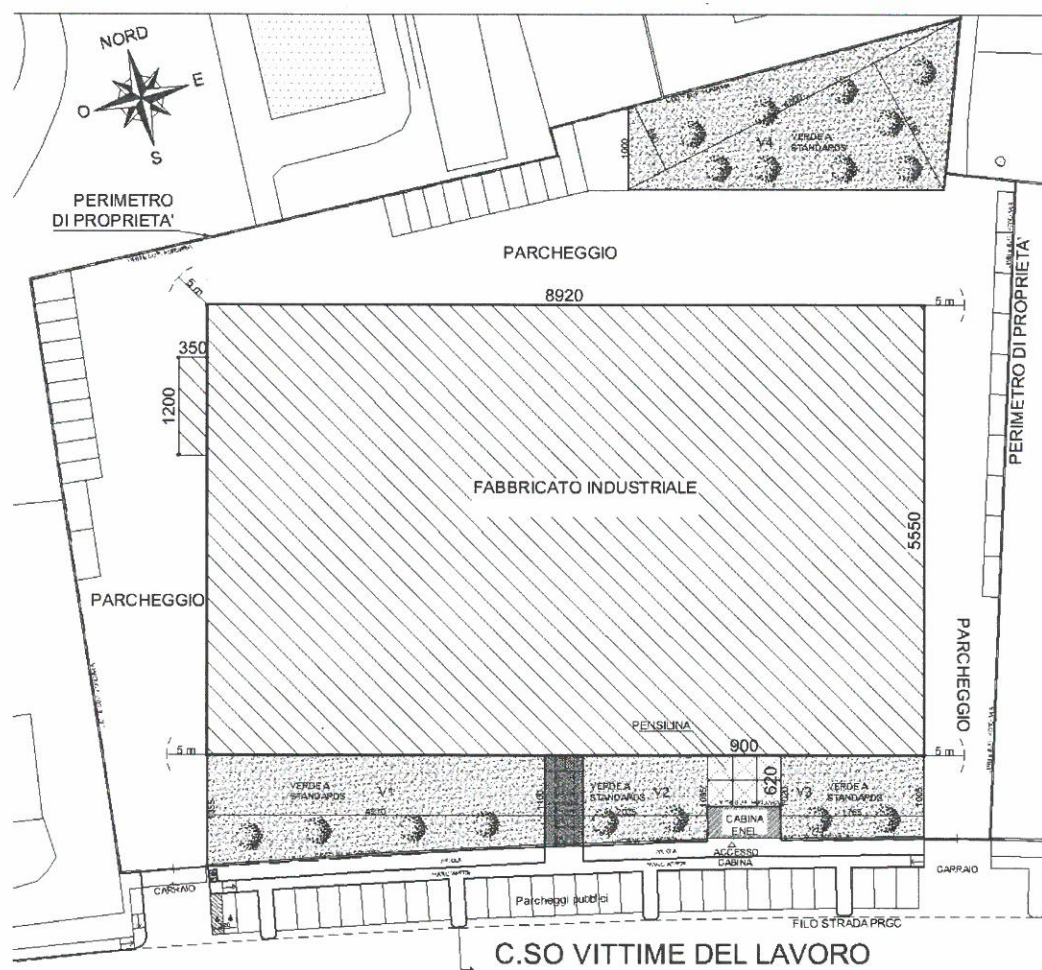 NORD
E
O
S
PERIMETRO
DI PROPRIETA'
V4
VERDE A
STANDARDS
1000
PARCHEGGIO
8920
5 m
5 m
350
1200
PERIMETRO DI PROPRIETA'
FABBRICATO INDUSTRIALE
5550
PARCHEGGIO
PARCHEGGIO
PENSILINA
5 m
900
5 m
620
VERDE A
STANDARDS
V1
VERDE A
STANDARDS
V2
V3
VERDE A
STANDARDS
CABINA
ENEL
ACCESSO
CABINA
CARRAIO
CARRAIO
Parcheggi pubblici
FILO STRADA PRGC
C.SO VITTIME DEL LAVORO